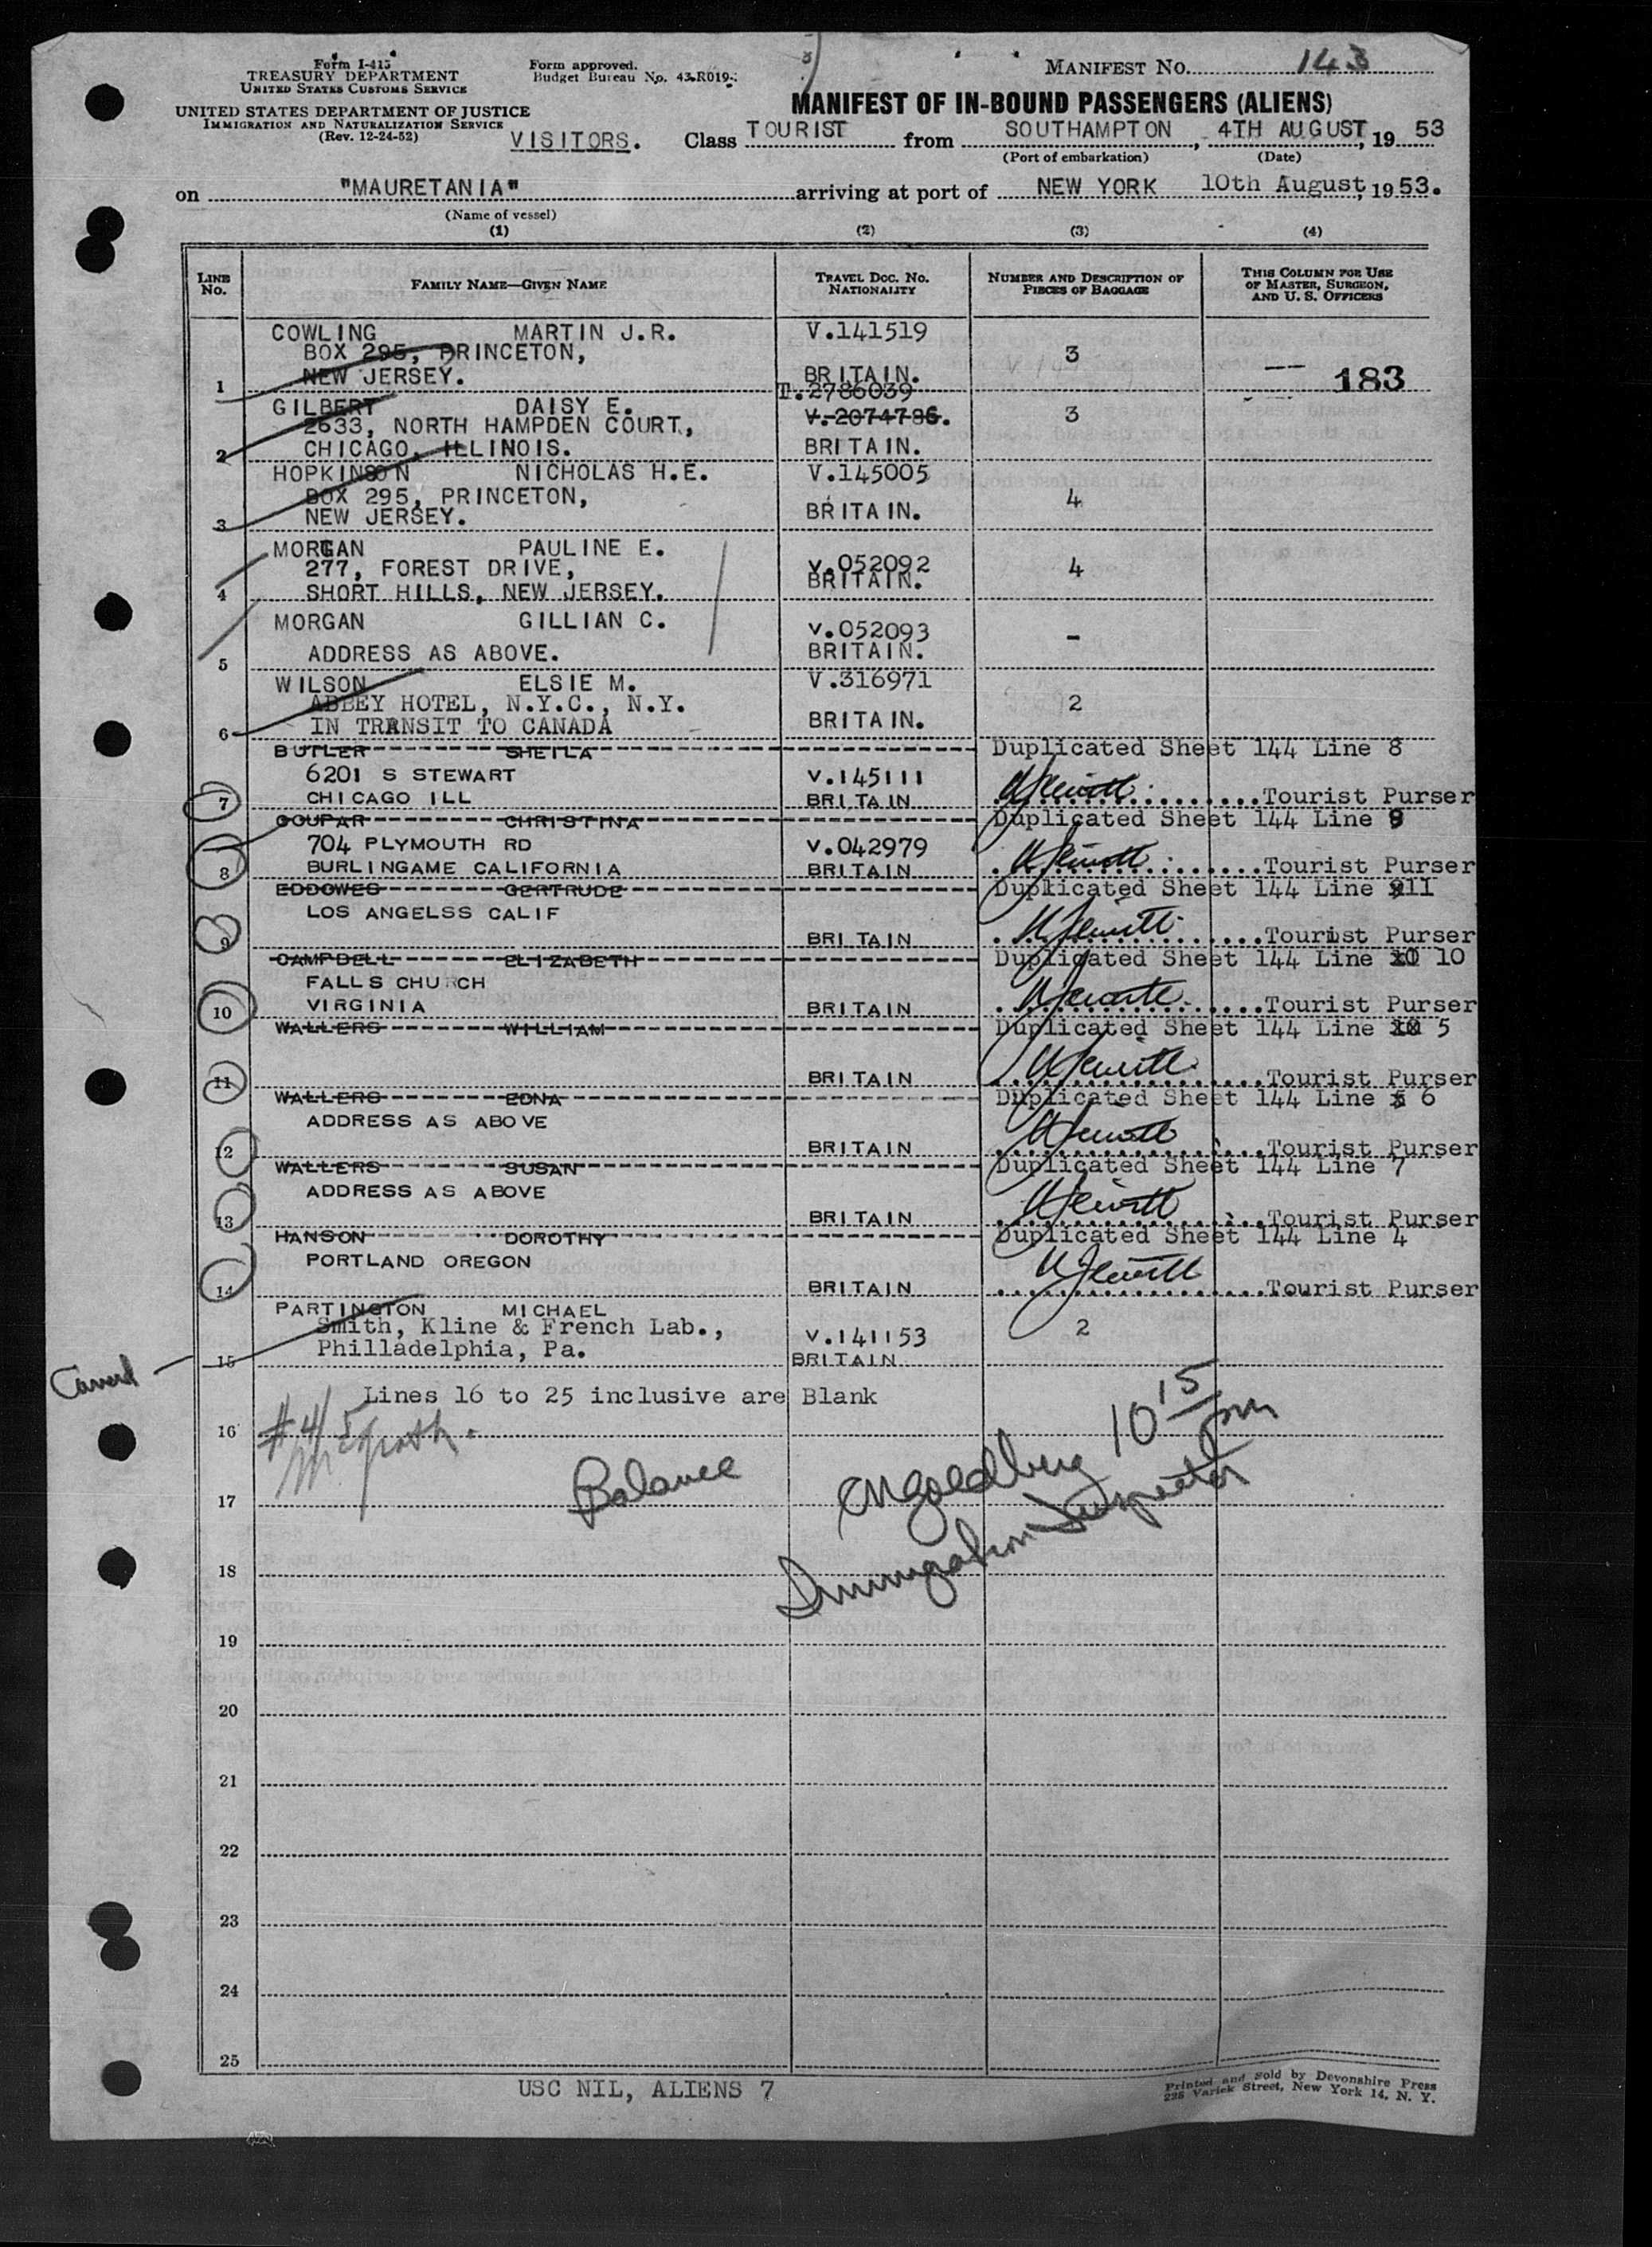 Form I-415
TREASURY DEPARTMENT
UNITED STATES CUSTOMS SERVICE
UNITED STATES DEPARTMENT OF JUSTICE
IMMIGRATION AND NATURALIZATION SERVICE
(Rev. 12-24-52)
Form approved.
Budget Bureau No. 43-R019-
MANIFEST No. 143
MANIFEST OF IN-BOUND PASSENGERS (ALIENS)
VISITORS. Class TOURIST from SOUTHAMPTON, 4TH AUGUST, 19 53
(Port of embarkation) (Date)
on "MAURETANIA" arriving at port of NEW YORK 10th August, 1953.
(Name of vessel)
(1) (2) (3) (4)
LINE No. FAMILY NAME—GIVEN NAME TRAVEL DOC. No. NATIONALITY NUMBER AND DESCRIPTION OF PIECES OF BAGGAGE THIS COLUMN FOR USE OF MASTER, SURGEON, AND U. S. OFFICERS
COWLING MARTIN J.R. V.141519
BOX 295, PRINCETON, 3
1 NEW JERSEY. BRITAIN. 183
T.2786039
GILBERT DAISY E. V.2074786. 3
2633, NORTH HAMPDEN COURT,
2 CHICAGO, ILLINOIS. BRITAIN.
HOPKINSON NICHOLAS H.E. V.145005
BOX 295, PRINCETON, 4
3 NEW JERSEY. BRITAIN.
MORGAN PAULINE E.
277, FOREST DRIVE, V.052092 4
4 SHORT HILLS, NEW JERSEY. BRITAIN.
MORGAN GILLIAN C. V.052093 -
5 ADDRESS AS ABOVE. BRITAIN.
WILSON ELSIE M. V.316971
ABBEY HOTEL, N.Y.C., N.Y. 2
6 IN TRANSIT TO CANADA BRITAIN.
BUTLER SHEILA Duplicated Sheet 144 Line 8
6201 S STEWART V.145111
7 CHICAGO ILL BRITAIN Tourist Purser
COUPAR CHRISTINA Duplicated Sheet 144 Line 9
704 PLYMOUTH RD V.042979
8 BURLINGAME CALIFORNIA BRITAIN Tourist Purser
EDDOWES GERTRUDE Duplicated Sheet 144 Line 11
LOS ANGELSS CALIF
9 BRITAIN Tourist Purser
CAMPDELL ELIZABETH Duplicated Sheet 144 Line 10
FALLS CHURCH
10 VIRGINIA BRITAIN Tourist Purser
WALLERS WILLIAM Duplicated Sheet 144 Line 5
11 BRITAIN Tourist Purser
WALLERS EDNA Duplicated Sheet 144 Line 6
ADDRESS AS ABOVE
12 BRITAIN Tourist Purser
WALLERS SUSAN Duplicated Sheet 144 Line 7
ADDRESS AS ABOVE
13 BRITAIN Tourist Purser
HANSON DOROTHY Duplicated Sheet 144 Line 4
PORTLAND OREGON
14 BRITAIN Tourist Purser
PARTINGTON MICHAEL
Smith, Kline & French Lab., V.141153 2
15 Philladelphia, Pa. BRITAIN
Lines 16 to 25 inclusive are Blank
16 #4/5
McGrath.
17 Balance
10 15 pm
Immigration Inspector
18
19
20
21
22
23
24
25
USC NIL, ALIENS 7
Printed and Sold by Devonshire Press
225 Varick Street, New York 14, N. Y.